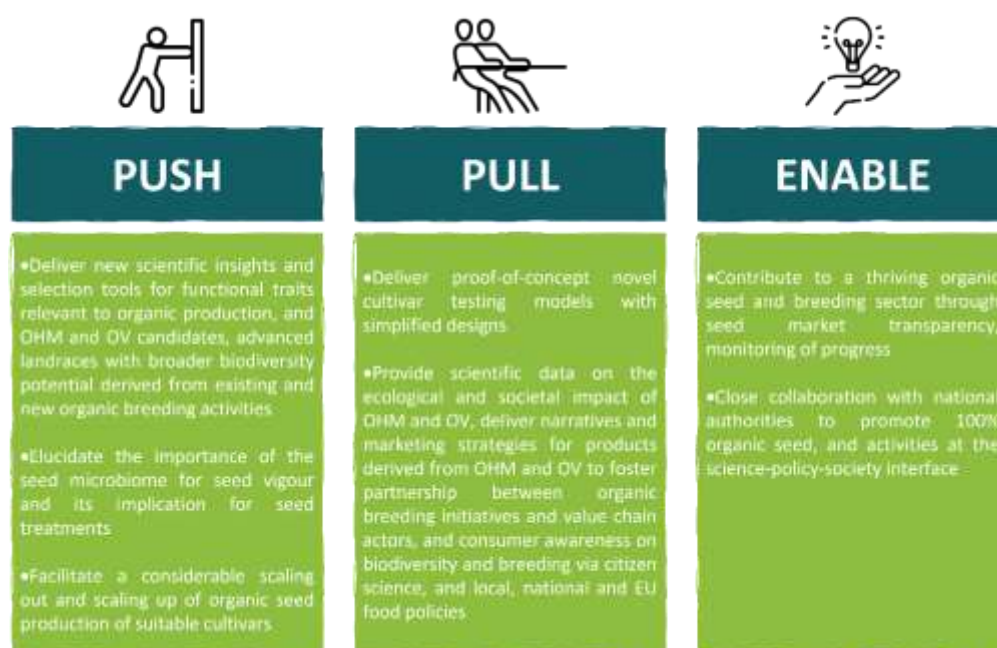 PUSH
•Deliver new scientific insights and
selection tools for functional traits
relevant to organic production, and
OHM and OV candidates, advanced
landraces with broader biodiversity
potential derived from existing and
new organic breeding activities
•Elucidate the importance of the
seed microbiome for seed vigour
and its implication for seed
treatments
•Facilitate a considerable scaling
out and scaling up of organic seed
production of suitable cultivars
PULL
•Deliver proof-of-concept novel
cultivar testing models with
simplified designs
•Provide scientific data on the
ecological and societal impact of
OHM and OV, deliver narratives and
marketing strategies for products
derived from OHM and OV to foster
partnership between organic
breeding initiatives and value chain
actors, and consumer awareness on
biodiversity and breeding via citizen
science, and local, national and EU
food policies
ENABLE
•Contribute to a thriving organic
seed and breeding sector through
seed market transparency,
monitoring of progress
•Close collaboration with national
authorities to promote 100%
organic seed, and activities at the
science-policy-society interface